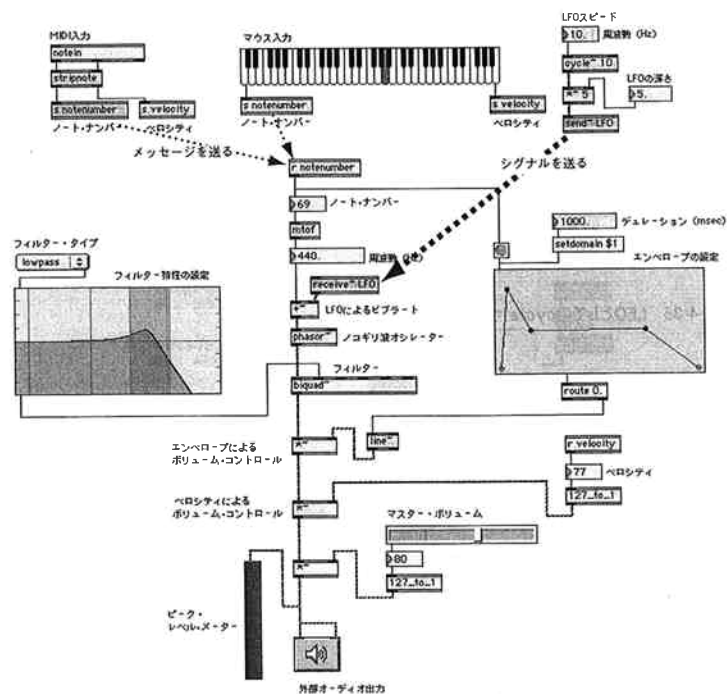 MIDI入力
notein
stripnote
s notenumber
s velocity
ノート・ナンバー
ベロシティ
マウス入力
s notenumber
ノート・ナンバー
s velocity
ベロシティ
LFOスピード
10.
周波数 (Hz)
cycle~ 10
LFOの深さ
*~ 5
5.
send~ LFO
メッセージを送る
シグナルを送る
r notenumber
69
ノート・ナンバー
mtof
440.
周波数 (Hz)
receive~ LFO
+~
LFOによるビブラート
phasor~
ノコギリ波オシレーター
フィルター
biquad~
フィルター・タイプ
lowpass
フィルター特性の設定
1000.
デュレーション (msec)
setdomain $1
エンベロープの設定
route 0.
エンベロープによる
ボリューム・コントロール
*~
line~
r velocity
77
ベロシティ
127_to_1
ベロシティによる
ボリューム・コントロール
*~
マスター・ボリューム
80
127_to_1
*~
ピーク・
レベル・メーター
外部オーディオ出力